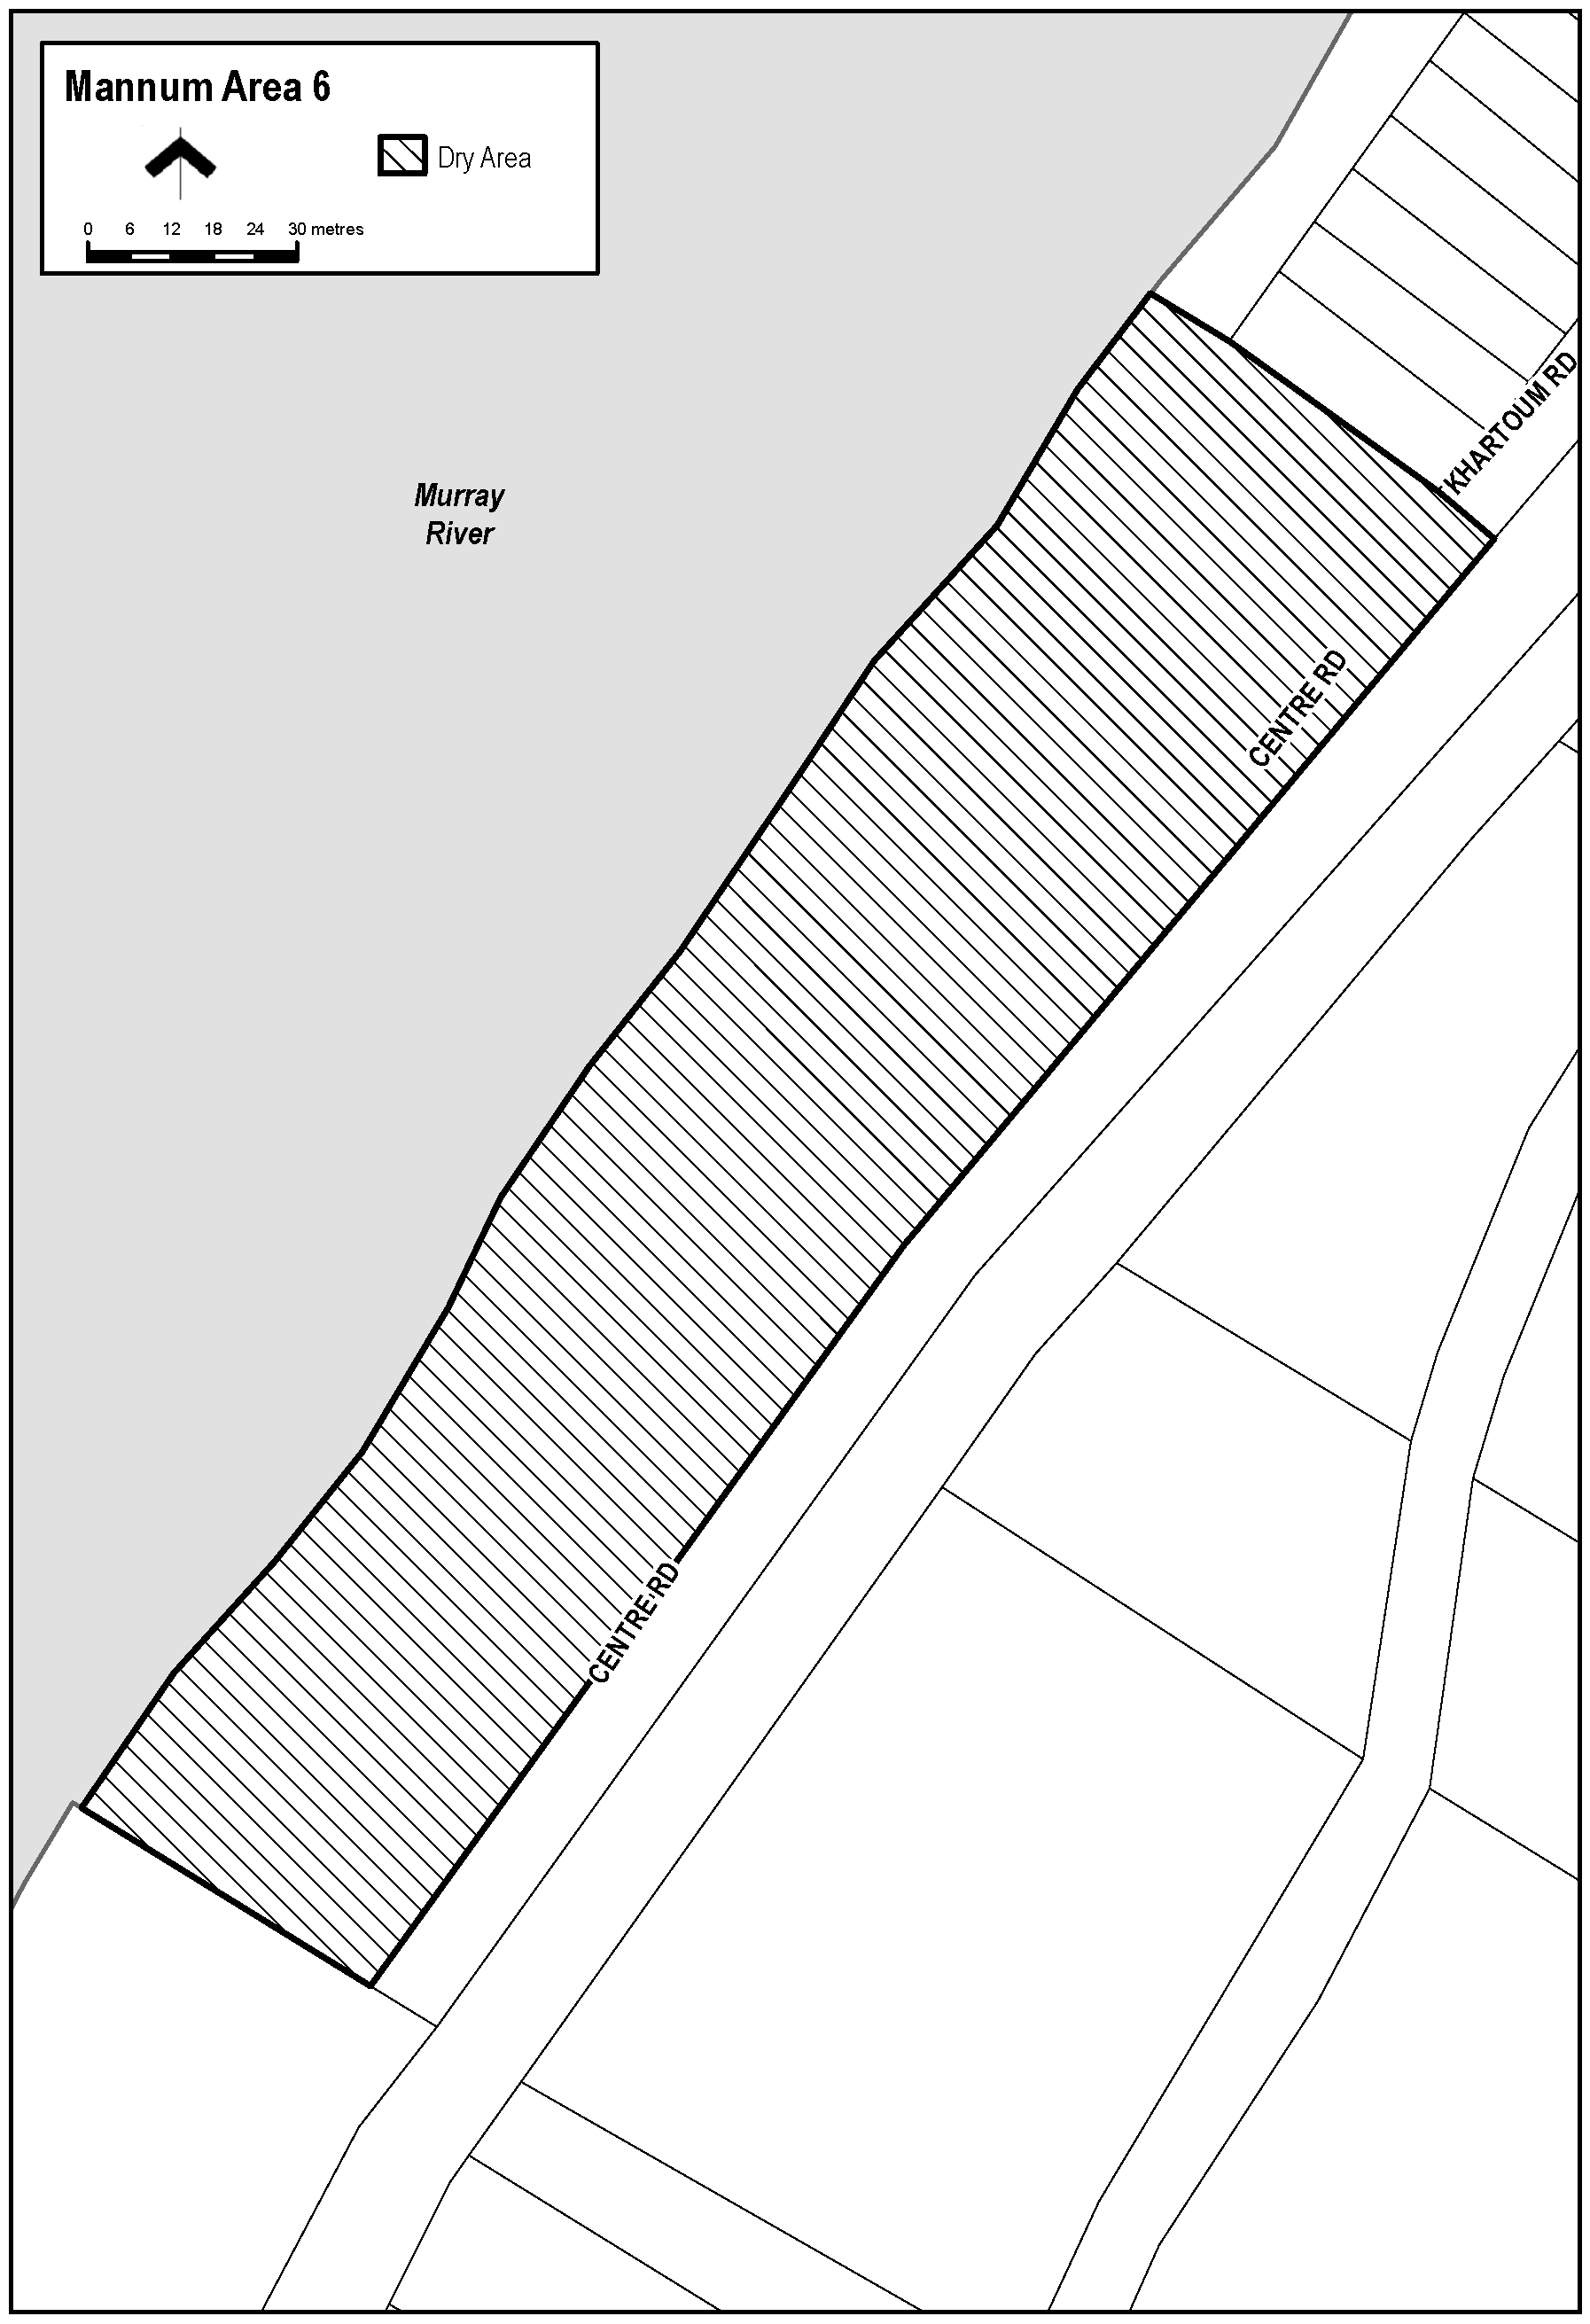 Mannum Area 6
Dry Area
0 6 12 18 24 30 metres
KHARTOUM RD
Murray
River
CENTRE RD
CENTRE RD